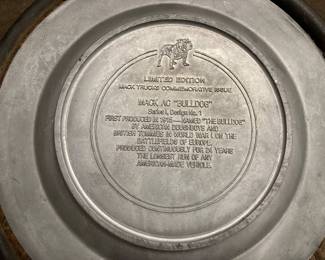 LIMITED EDITION
MACK TRUCKS COMMEMORATIVE ISSUE
MACK AC "BULLDOG"
Series I, Design No. 1
FIRST PRODUCED IN 1915—NAMED "THE BULLDOG"
BY AMERICAN DOUGHBOYS AND
BRITISH TOMMIES IN WORLD WAR I ON THE
BATTLEFIELDS OF EUROPE.
PRODUCED CONTINUOUSLY FOR 24 YEARS
THE LONGEST RUN OF ANY
AMERICAN-MADE VEHICLE.